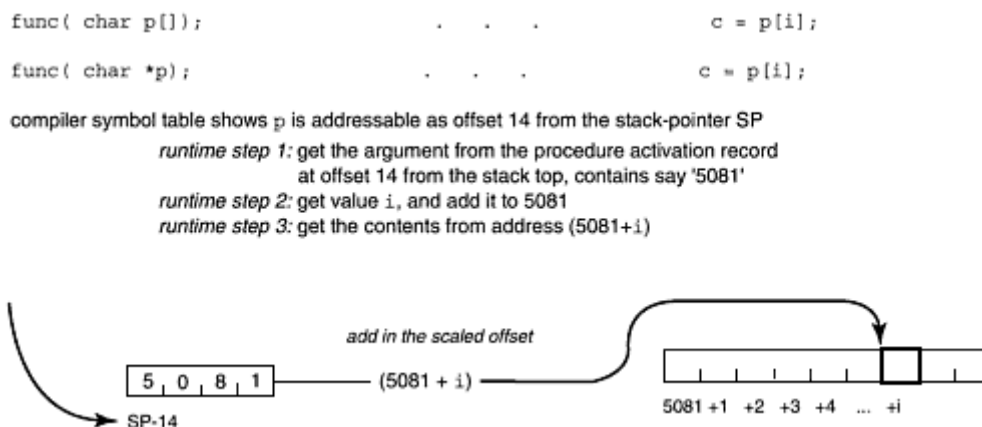 func( char p[]); . . . c = p[i];
func( char *p); . . . c = p[i];
compiler symbol table shows p is addressable as offset 14 from the stack-pointer SP
runtime step 1: get the argument from the procedure activation record
at offset 14 from the stack top, contains say '5081'
runtime step 2: get value i, and add it to 5081
runtime step 3: get the contents from address (5081+i)
add in the scaled offset
5 0 8 1 (5081 + i)
SP-14
5081 +1 +2 +3 +4 ... +i